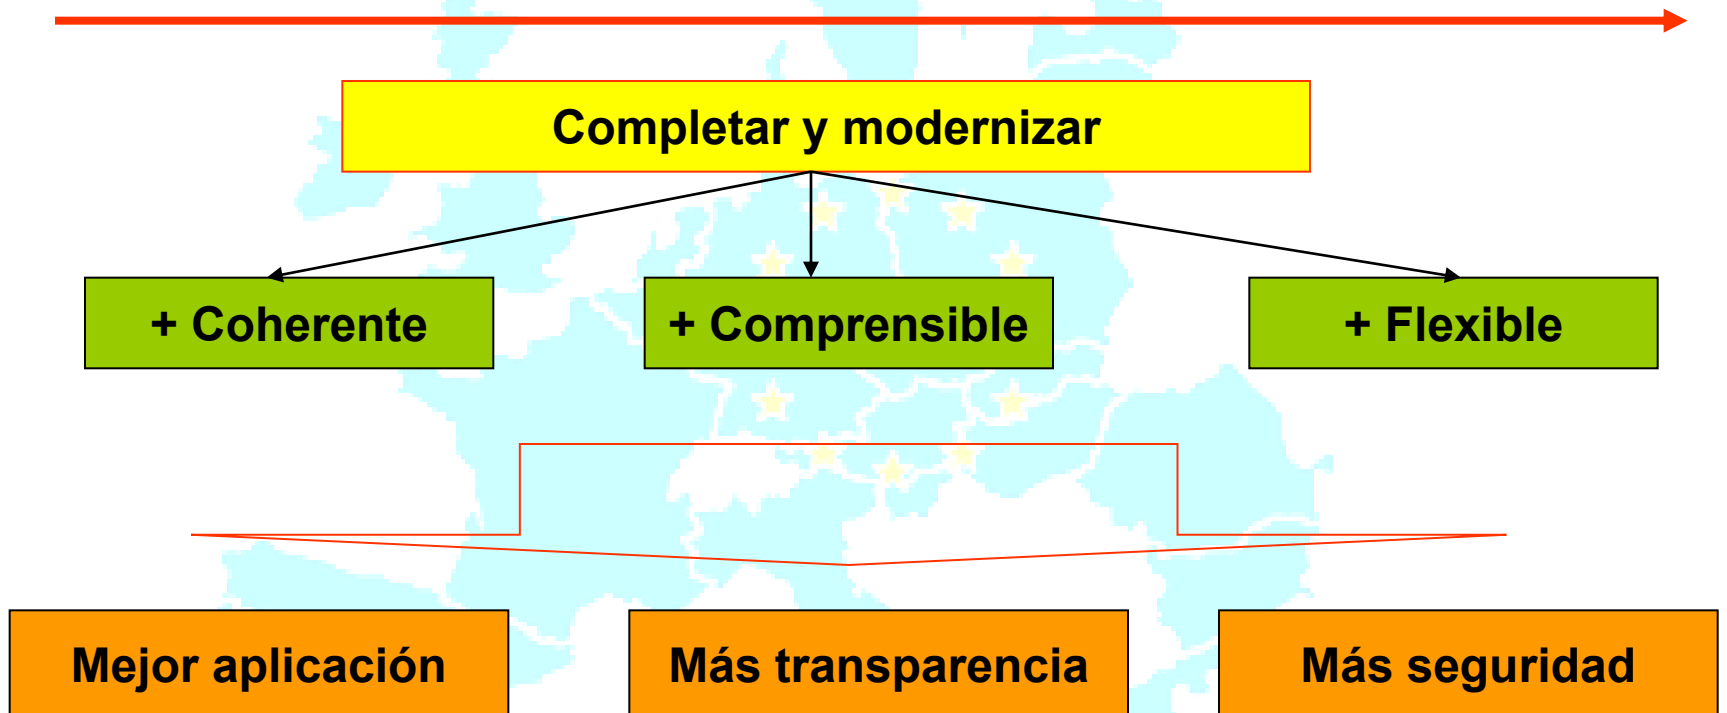 Completar y modernizar
+ Coherente
+ Comprensible
+ Flexible
Mejor aplicación
Más transparencia
Más seguridad